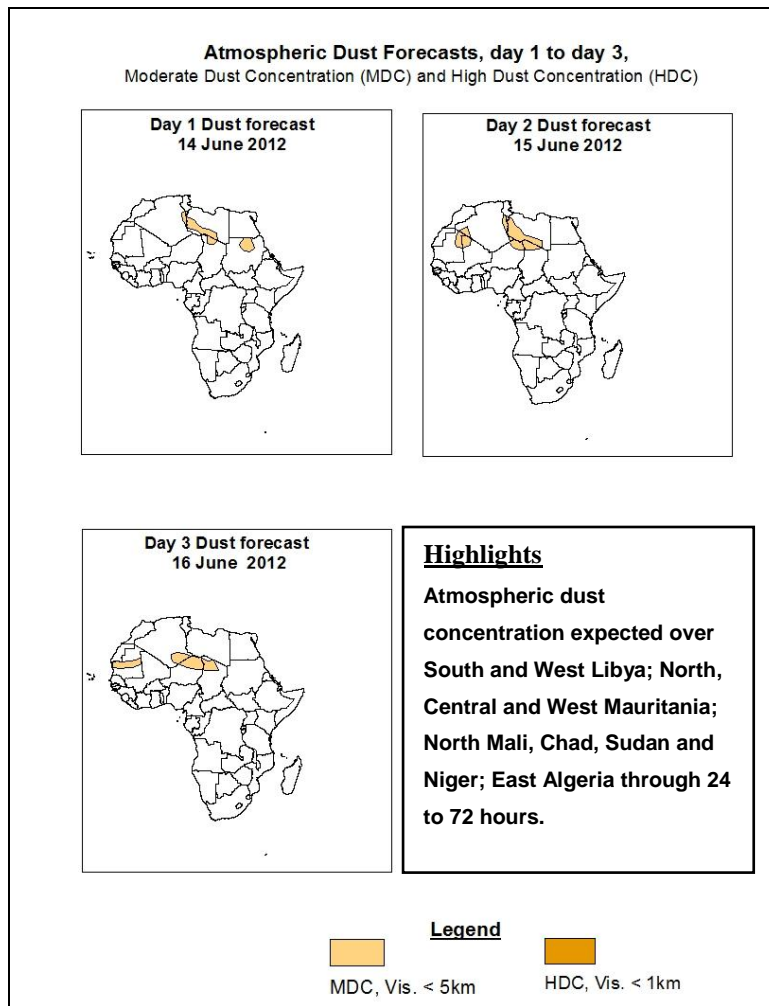 Atmospheric Dust Forecasts, day 1 to day 3,
Moderate Dust Concentration (MDC) and High Dust Concentration (HDC)
Day 1 Dust forecast
14 June 2012
Day 2 Dust forecast
15 June 2012
Day 3 Dust forecast
16 June 2012
Highlights
Atmospheric dust
concentration expected over
South and West Libya; North,
Central and West Mauritania;
North Mali, Chad, Sudan and
Niger; East Algeria through 24
to 72 hours.
Legend
MDC, Vis. < 5km
HDC, Vis. < 1km